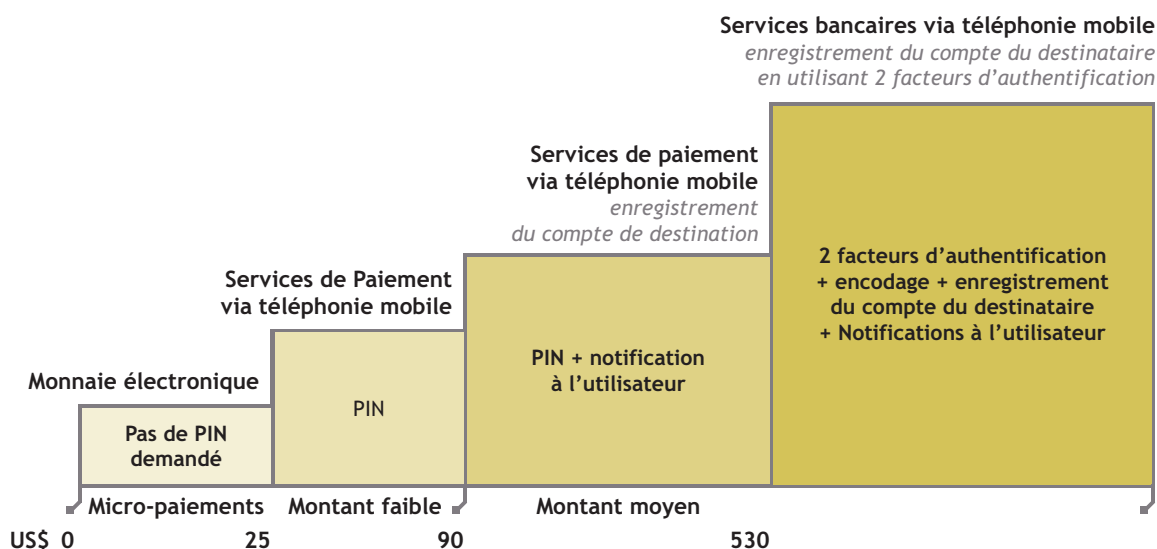 Services bancaires via téléphonie mobile
enregistrement du compte du destinataire
en utilisant 2 facteurs d’authentification
Services de paiement
via téléphonie mobile
enregistrement
du compte de destination
Services de Paiement
via téléphonie mobile
Monnaie électronique
Pas de PIN
demandé
PIN
PIN + notification
à l’utilisateur
2 facteurs d’authentification
+ encodage + enregistrement
du compte du destinataire
+ Notifications à l’utilisateur
Micro-paiements Montant faible Montant moyen
US$ 0 25 90 530